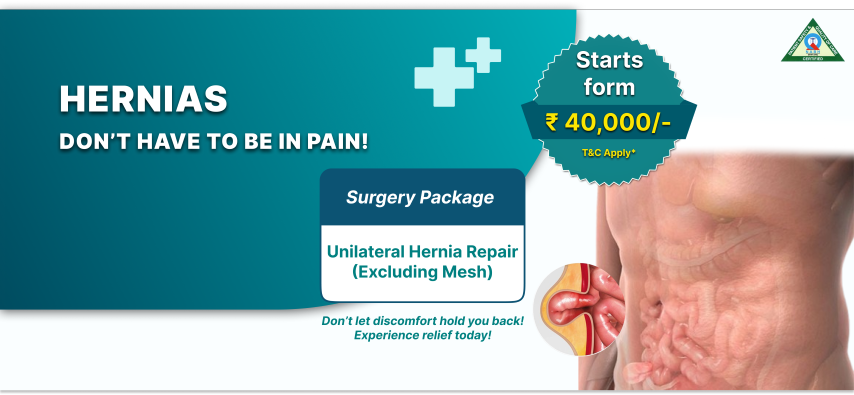 HERNIAS
DON'T HAVE TO BE IN PAIN!
Starts
form
₹ 40,000/-
T&C Apply*
Surgery Package
Unilateral Hernia Repair
(Excluding Mesh)
Don't let discomfort hold you back!
Experience relief today!
CERTIFIED